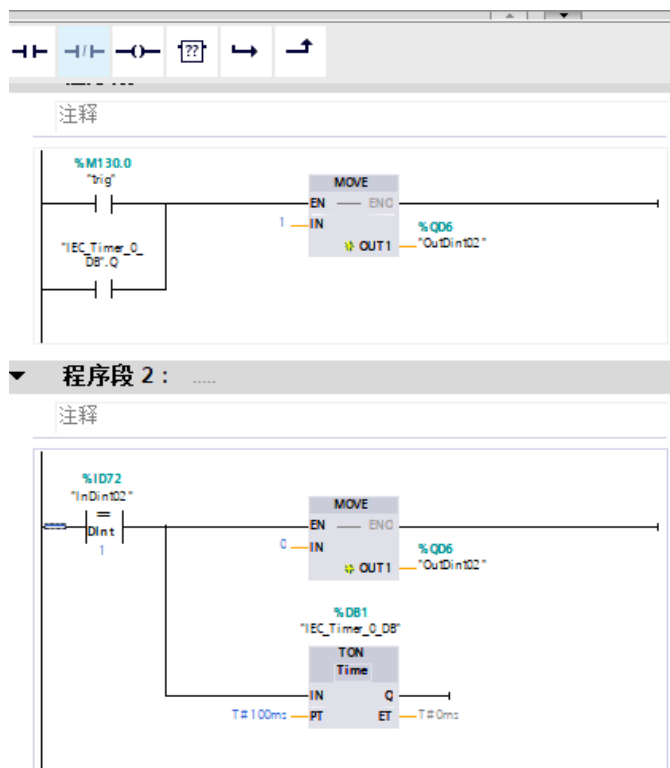 ??
注释
%M130.0
"trig"
MOVE
EN ENO
1 IN
%QD6
OUT1 "OutDint02"
"IEC_Timer_0_
DB".Q
程序段 2： .....
注释
%ID72
"InDint02"
==
DInt
1
MOVE
EN ENO
0 IN
%QD6
OUT1 "OutDint02"
%DB1
"IEC_Timer_0_DB"
TON
Time
IN Q
T#100ms PT ET T#0ms